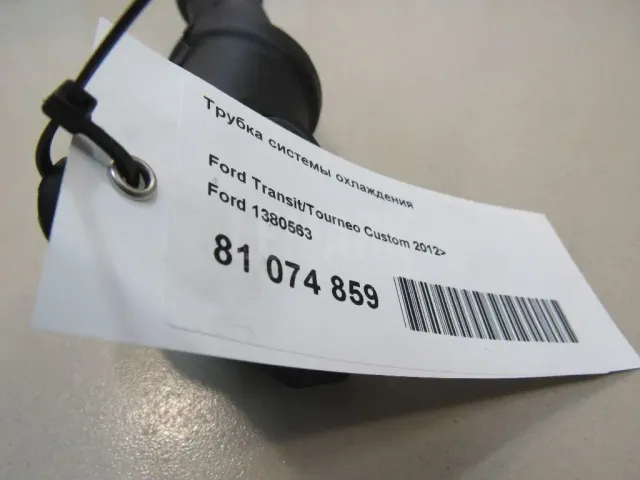 Трубка системы охлаждения
Ford Transit/Tourneo Custom 2012>
Ford 1380563
81 074 859